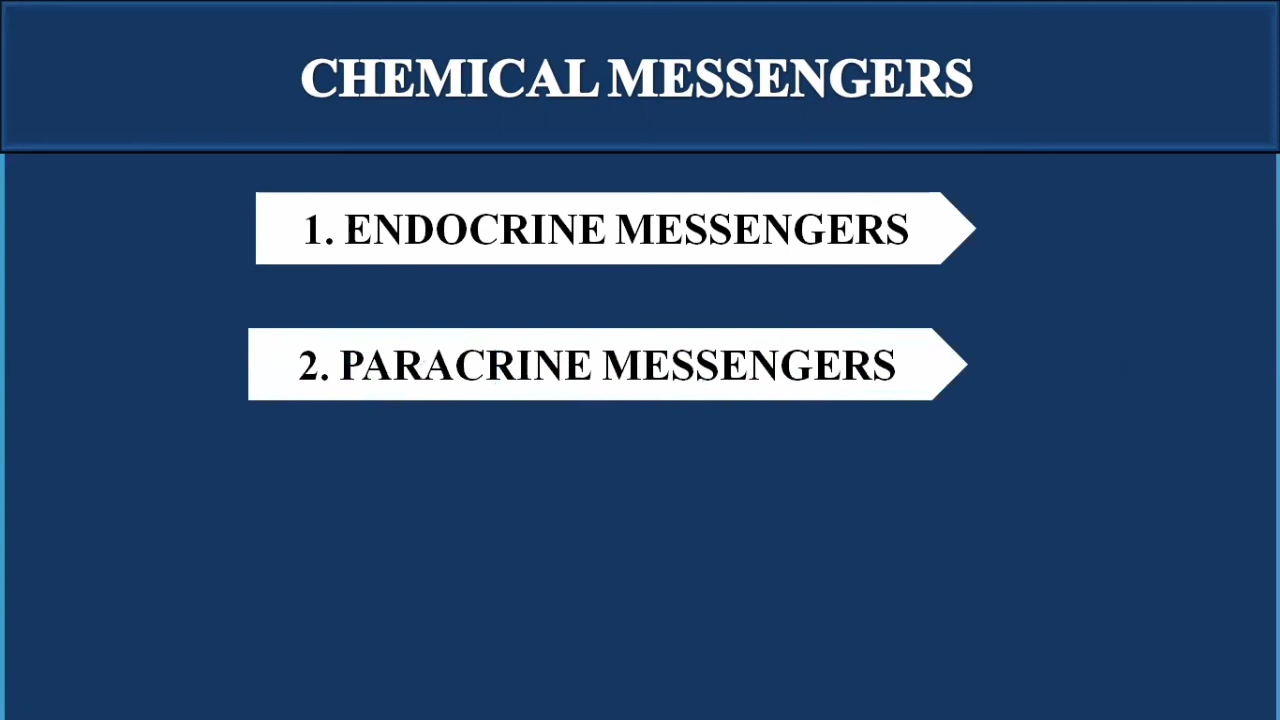 CHEMICAL MESSENGERS
1. ENDOCRINE MESSENGERS
2. PARACRINE MESSENGERS